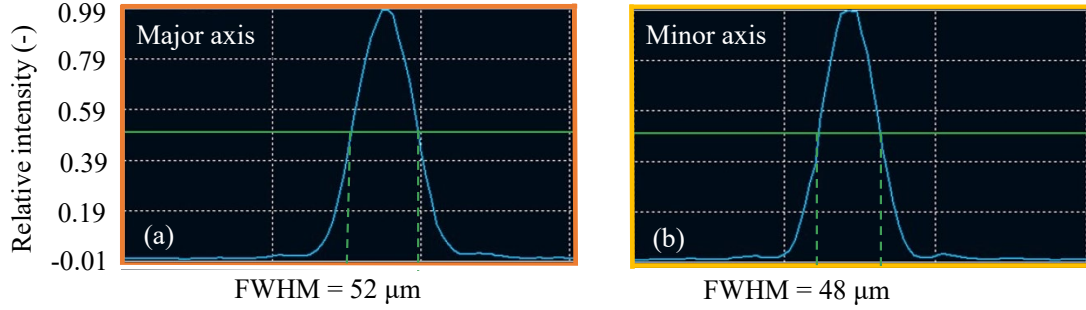 Relative intensity (-)
0.99
0.79
0.59
0.39
0.19
-0.01
Major axis
(a)
FWHM = 52 μm
Minor axis
(b)
FWHM = 48 μm